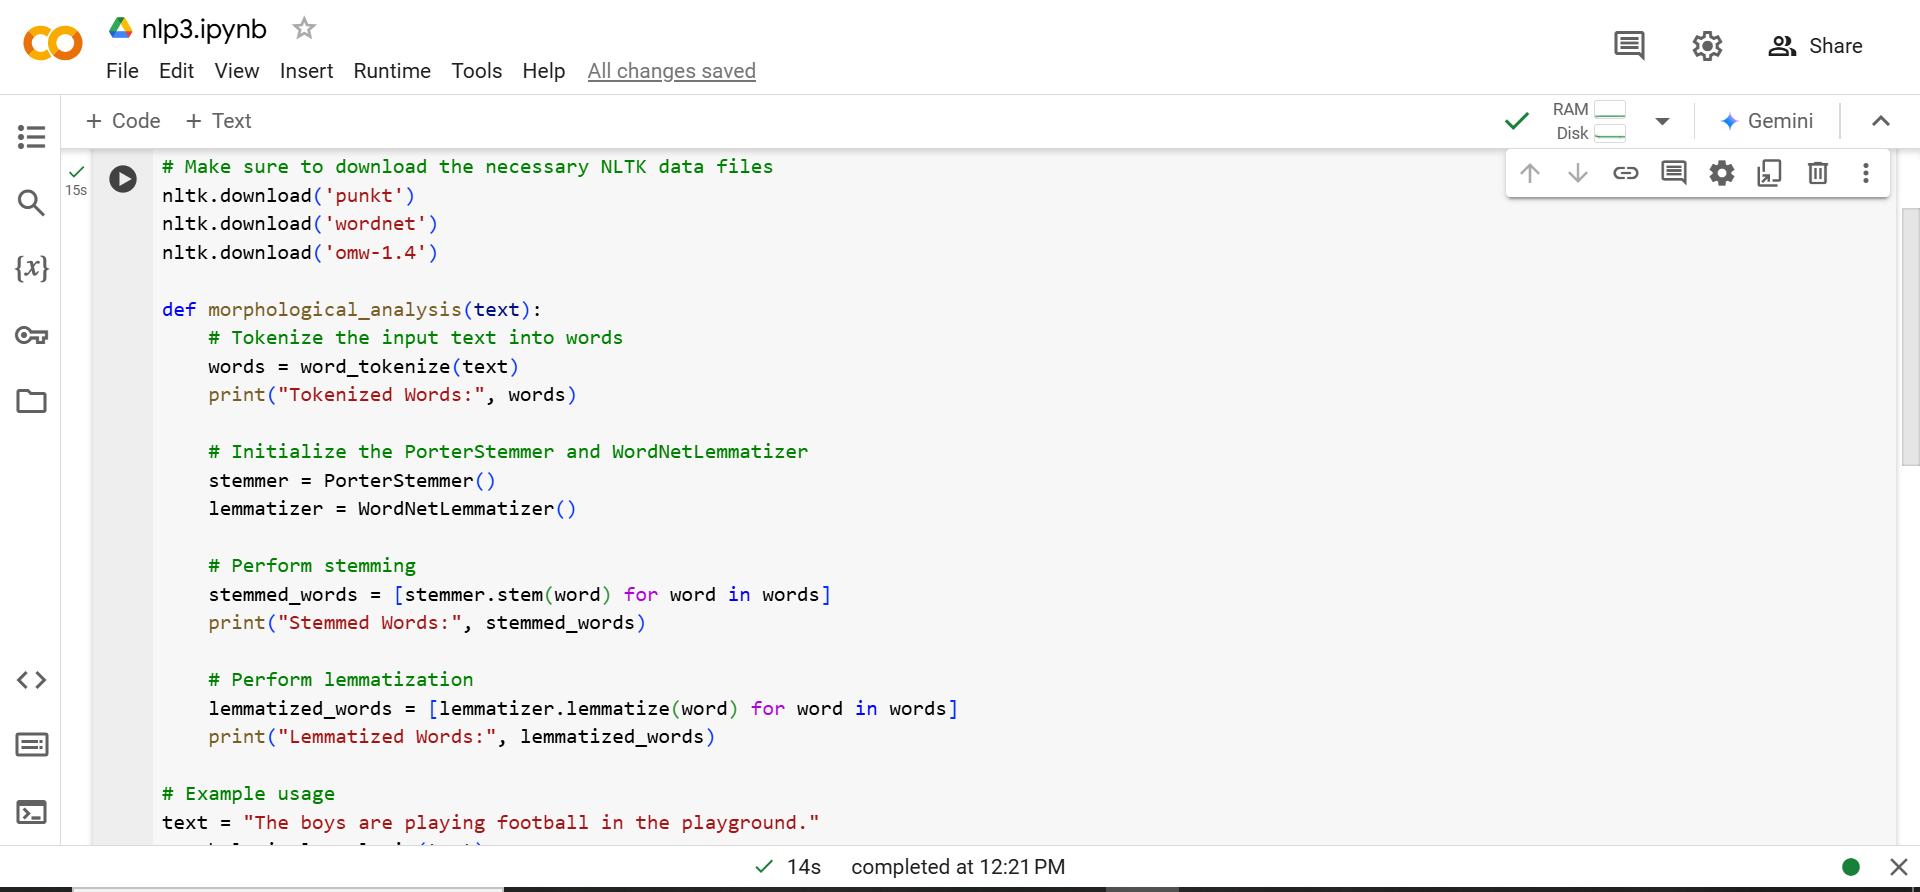 nlp3.ipynb
File Edit View Insert Runtime Tools Help All changes saved
Share
+ Code + Text
RAM
Disk
Gemini
15s
# Make sure to download the necessary NLTK data files
nltk.download('punkt')
nltk.download('wordnet')
nltk.download('omw-1.4')
def morphological_analysis(text):
    # Tokenize the input text into words
    words = word_tokenize(text)
    print("Tokenized Words:", words)
    # Initialize the PorterStemmer and WordNetLemmatizer
    stemmer = PorterStemmer()
    lemmatizer = WordNetLemmatizer()
    # Perform stemming
    stemmed_words = [stemmer.stem(word) for word in words]
    print("Stemmed Words:", stemmed_words)
    # Perform lemmatization
    lemmatized_words = [lemmatizer.lemmatize(word) for word in words]
    print("Lemmatized Words:", lemmatized_words)
# Example usage
text = "The boys are playing football in the playground."
14s completed at 12:21 PM